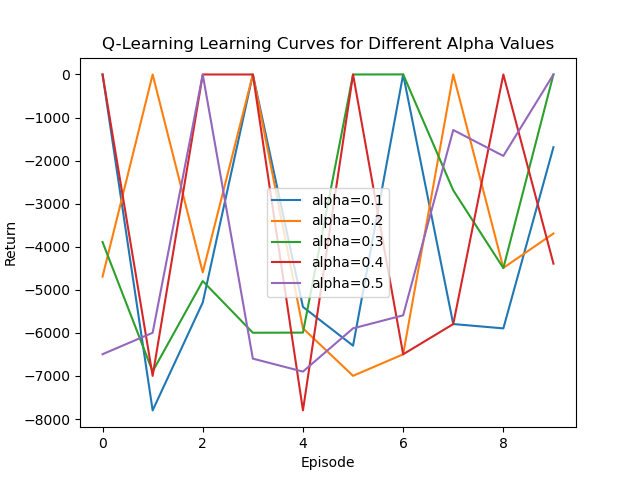 Q-Learning Learning Curves for Different Alpha Values
0
−1000
−2000
−3000
−4000
−5000
−6000
−7000
−8000
Return
alpha=0.1
alpha=0.2
alpha=0.3
alpha=0.4
alpha=0.5
0 2 4 6 8
Episode